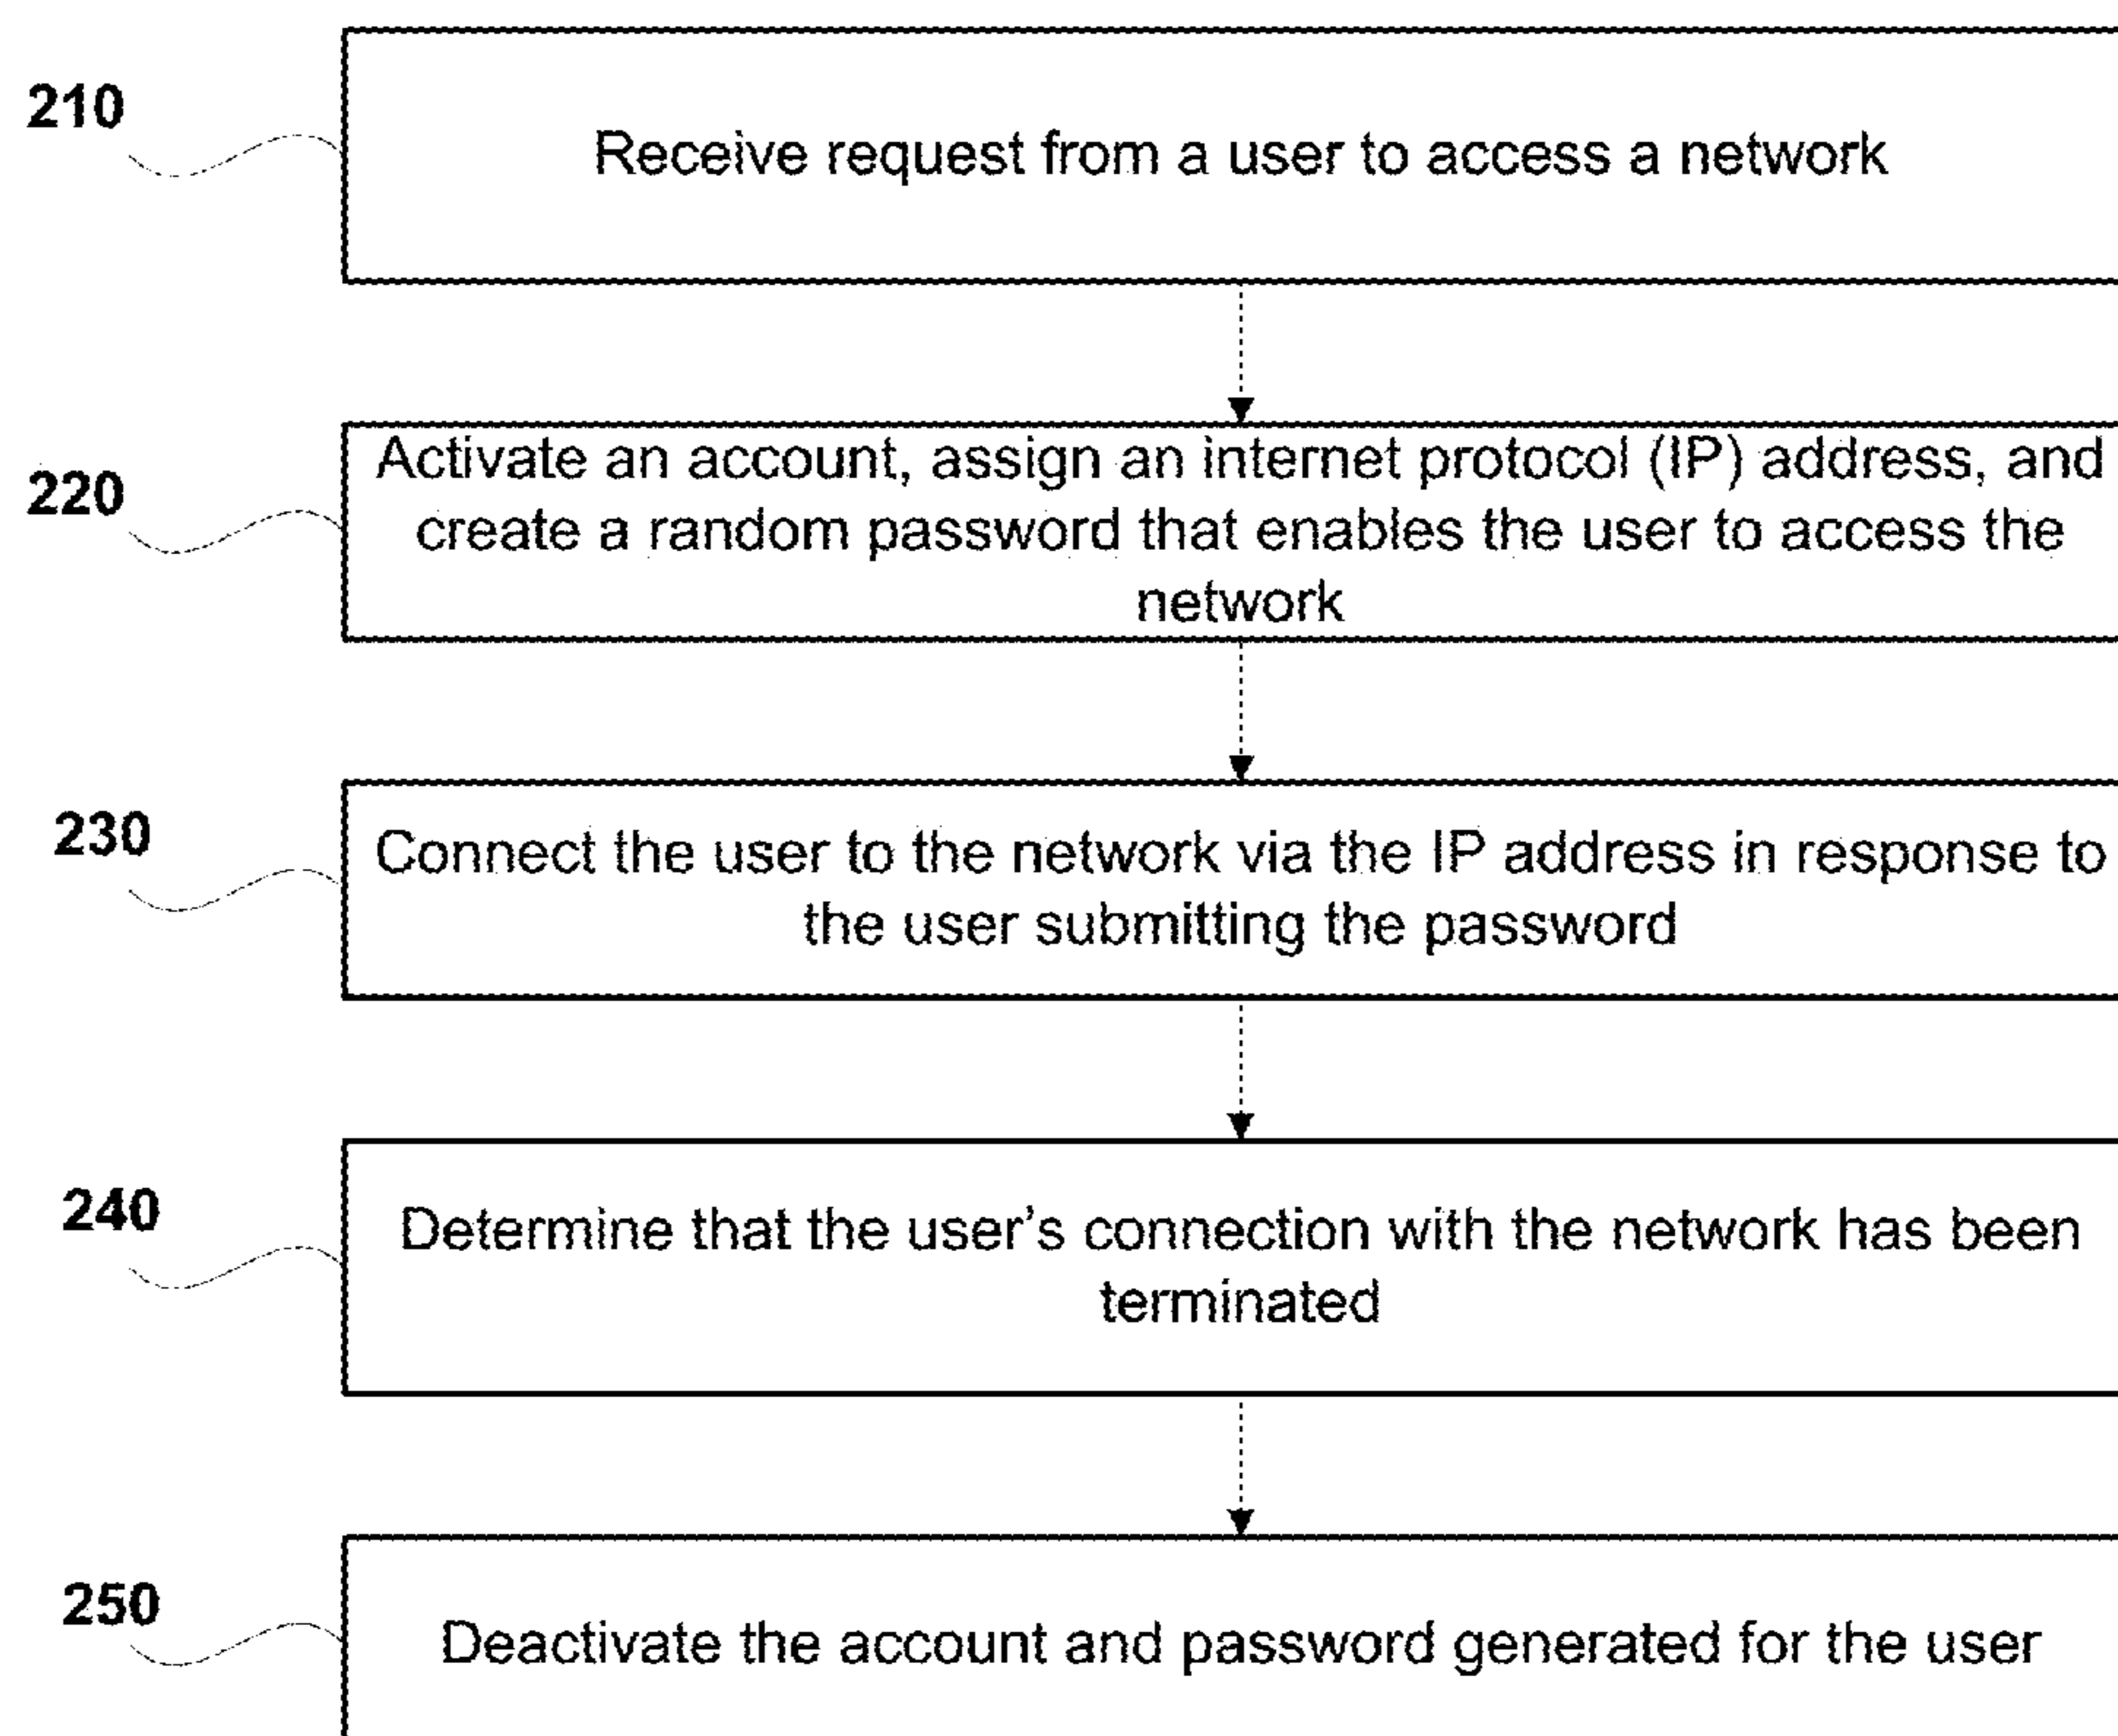 210
Receive request from a user to access a network
220
Activate an account, assign an internet protocol (IP) address, and
create a random password that enables the user to access the
network
230
Connect the user to the network via the IP address in response to
the user submitting the password
240
Determine that the user's connection with the network has been
terminated
250
Deactivate the account and password generated for the user